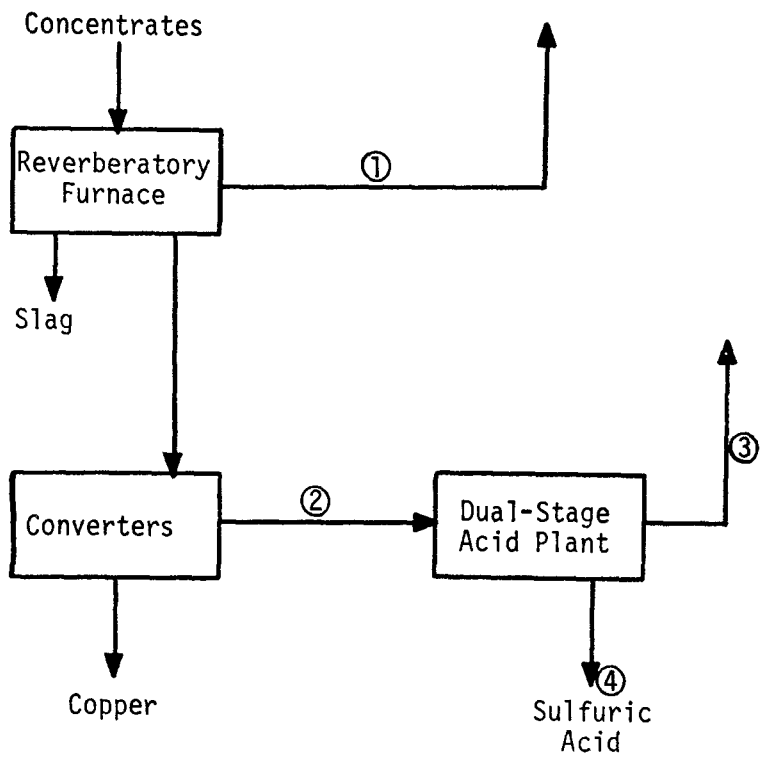 Concentrates
Reverberatory
Furnace
①
Slag
Converters
②
Dual-Stage
Acid Plant
③
Copper
④
Sulfuric
Acid